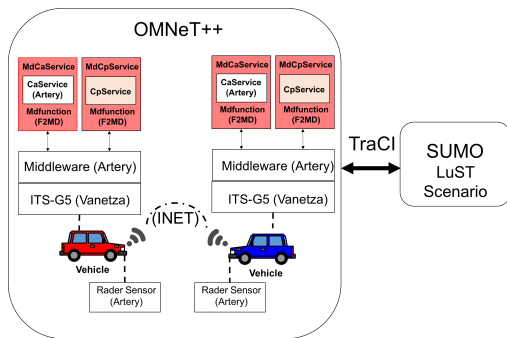 OMNeT++
MdCaService
CaService
(Artery)
Mdfunction
(F2MD)
MdCpService
CpService
Mdfunction
(F2MD)
MdCaService
CaService
(Artery)
Mdfunction
(F2MD)
MdCpService
CpService
Mdfunction
(F2MD)
Middleware (Artery)
ITS-G5 (Vanetza)
Middleware (Artery)
ITS-G5 (Vanetza)
TraCI
SUMO
LuST
Scenario
(INET)
Vehicle
Vehicle
Rader Sensor
(Artery)
Rader Sensor
(Artery)